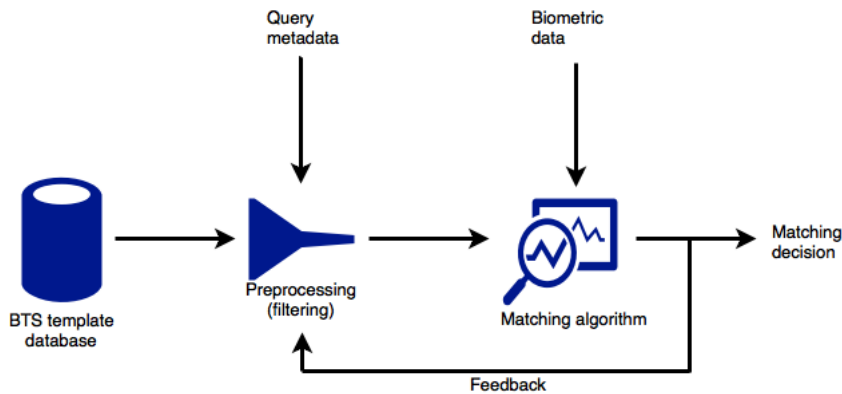 Query
metadata
Biometric
data
Matching
decision
Preprocessing
(filtering)
BTS template
database
Matching algorithm
Feedback